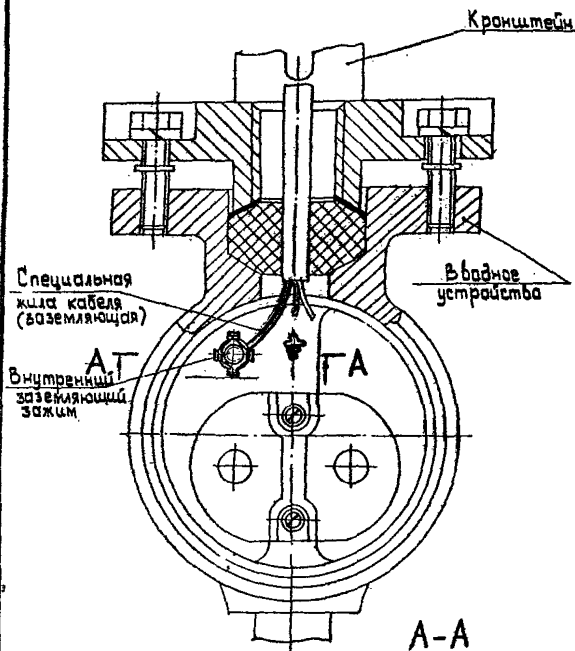 Кронштейн
Вводное
устройство
Специальная
жила кабеля
(заземляющая)
А А
Внутренний
заземляющий
зажим
А-А